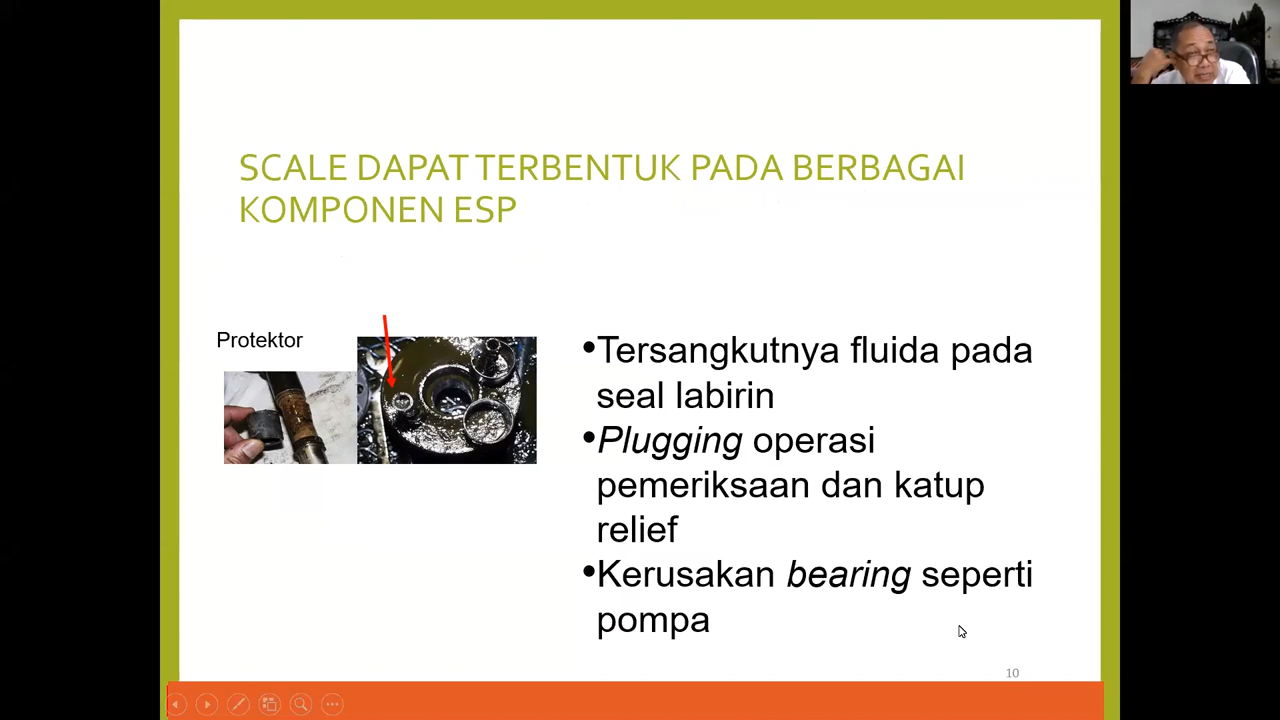 SCALE DAPAT TERBENTUK PADA BERBAGAI
KOMPONEN ESP
Protektor
•Tersangkutnya fluida pada
seal labirin
•Plugging operasi
pemeriksaan dan katup
relief
•Kerusakan bearing seperti
pompa
10